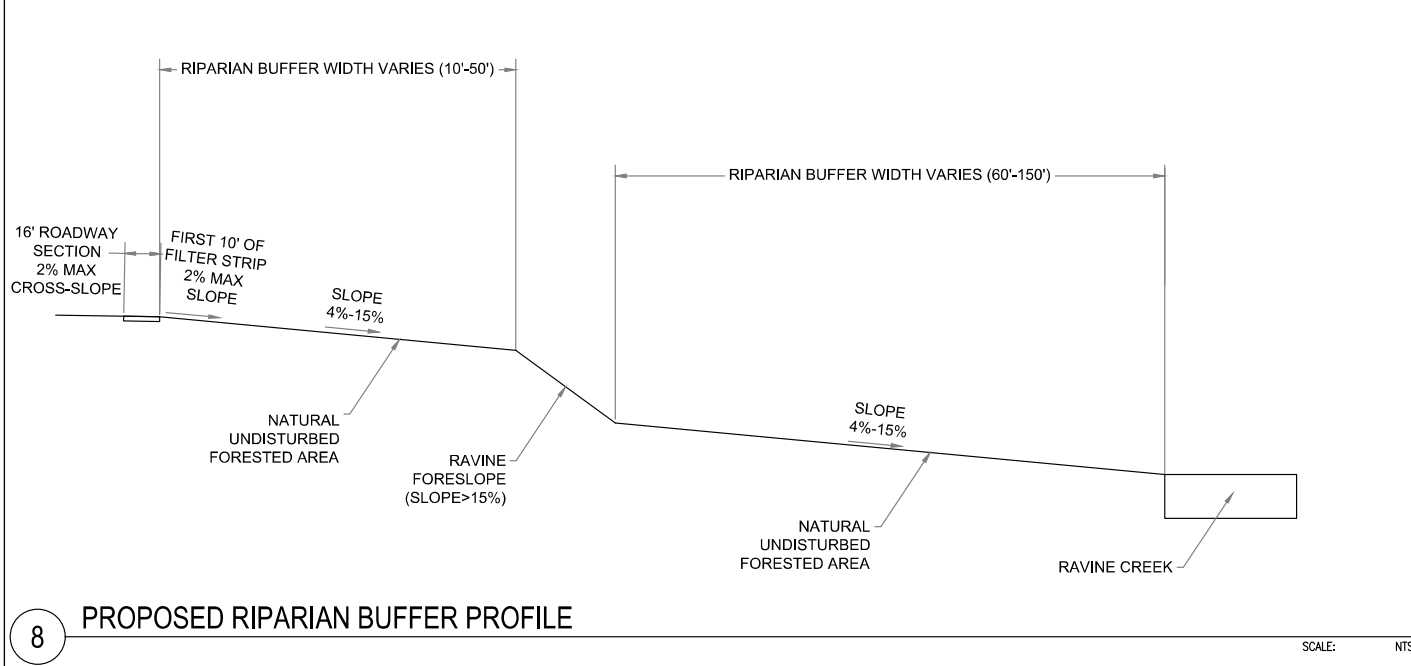 RIPARIAN BUFFER WIDTH VARIES (10'-50')
RIPARIAN BUFFER WIDTH VARIES (60'-150')
16' ROADWAY
SECTION
2% MAX
CROSS-SLOPE
FIRST 10' OF
FILTER STRIP
2% MAX
SLOPE
SLOPE
4%-15%
NATURAL
UNDISTURBED
FORESTED AREA
RAVINE
FORESLOPE
(SLOPE>15%)
SLOPE
4%-15%
NATURAL
UNDISTURBED
FORESTED AREA
RAVINE CREEK
8 PROPOSED RIPARIAN BUFFER PROFILE
SCALE: NTS